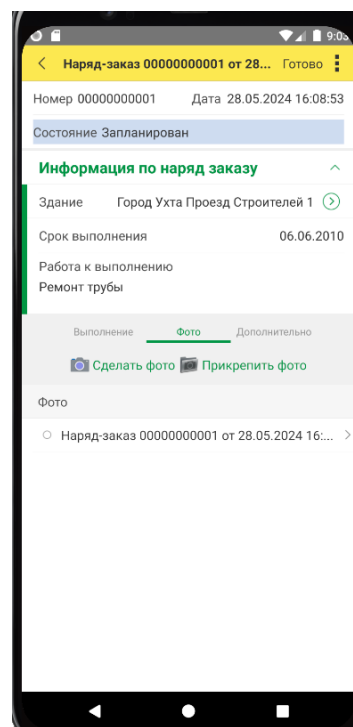 9:03
Наряд-заказ 00000000001 от 28... Готово
Номер 00000000001 Дата 28.05.2024 16:08:53
Состояние Запланирован
Информация по наряд заказу
Здание Город Ухта Проезд Строителей 1
Срок выполнения 06.06.2010
Работа к выполнению
Ремонт трубы
Выполнение Фото Дополнительно
Сделать фото Прикрепить фото
Фото
Наряд-заказ 00000000001 от 28.05.2024 16:...